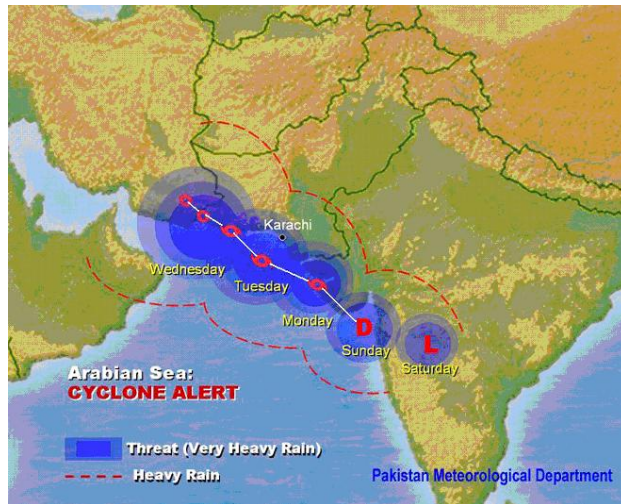 Karachi
Wednesday
Tuesday
Monday
D
Sunday
L
Saturday
Arabian Sea:
CYCLONE ALERT
Threat (Very Heavy Rain)
Heavy Rain
Pakistan Meteorological Department